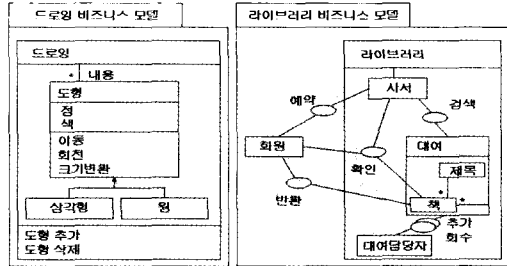 드로잉 비즈니스 모델
드로잉
* 내용
도형
점
색
이동
회전
크기변환
삼각형
원
도형 추가
도형 삭제
라이브러리 비즈니스 모델
라이브러리
사서
예약
검색
회원
대여
제목
확인
반환
* *
책
추가
회수
대여담당자